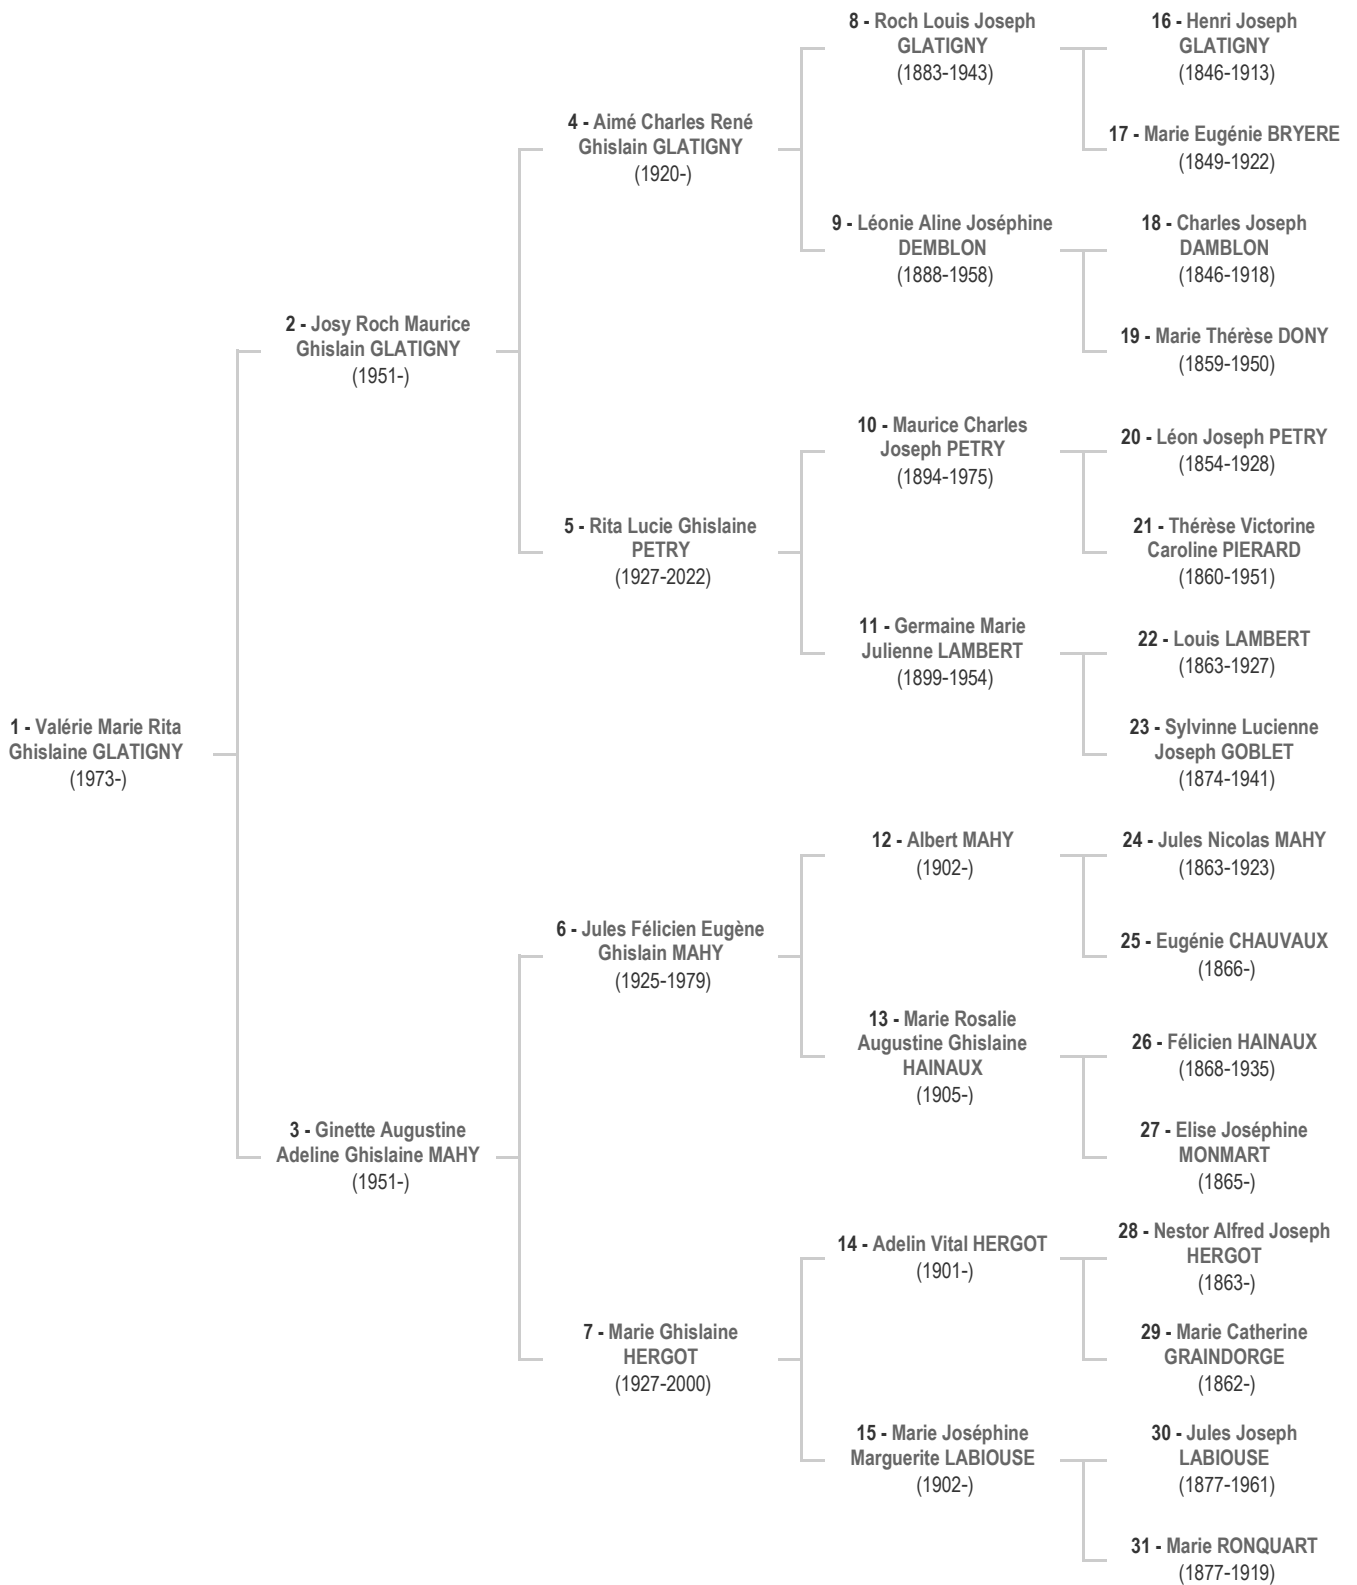 1 - Valérie Marie Rita
Ghislaine GLATIGNY
(1973-)
2 - Josy Roch Maurice
Ghislain GLATIGNY
(1951-)
3 - Ginette Augustine
Adeline Ghislaine MAHY
(1951-)
4 - Aimé Charles René
Ghislain GLATIGNY
(1920-)
5 - Rita Lucie Ghislaine
PETRY
(1927-2022)
6 - Jules Félicien Eugène
Ghislain MAHY
(1925-1979)
7 - Marie Ghislaine
HERGOT
(1927-2000)
8 - Roch Louis Joseph
GLATIGNY
(1883-1943)
9 - Léonie Aline Joséphine
DEMBLON
(1888-1958)
10 - Maurice Charles
Joseph PETRY
(1894-1975)
11 - Germaine Marie
Julienne LAMBERT
(1899-1954)
12 - Albert MAHY
(1902-)
13 - Marie Rosalie
Augustine Ghislaine
HAINAUX
(1905-)
14 - Adelin Vital HERGOT
(1901-)
15 - Marie Joséphine
Marguerite LABIOUSE
(1902-)
16 - Henri Joseph
GLATIGNY
(1846-1913)
17 - Marie Eugénie BRYERE
(1849-1922)
18 - Charles Joseph
DAMBLON
(1846-1918)
19 - Marie Thérèse DONY
(1859-1950)
20 - Léon Joseph PETRY
(1854-1928)
21 - Thérèse Victorine
Caroline PIERARD
(1860-1951)
22 - Louis LAMBERT
(1863-1927)
23 - Sylvinne Lucienne
Joseph GOBLET
(1874-1941)
24 - Jules Nicolas MAHY
(1863-1923)
25 - Eugénie CHAUVAUX
(1866-)
26 - Félicien HAINAUX
(1868-1935)
27 - Elise Joséphine
MONMART
(1865-)
28 - Nestor Alfred Joseph
HERGOT
(1863-)
29 - Marie Catherine
GRAINDORGE
(1862-)
30 - Jules Joseph
LABIOUSE
(1877-1961)
31 - Marie RONQUART
(1877-1919)